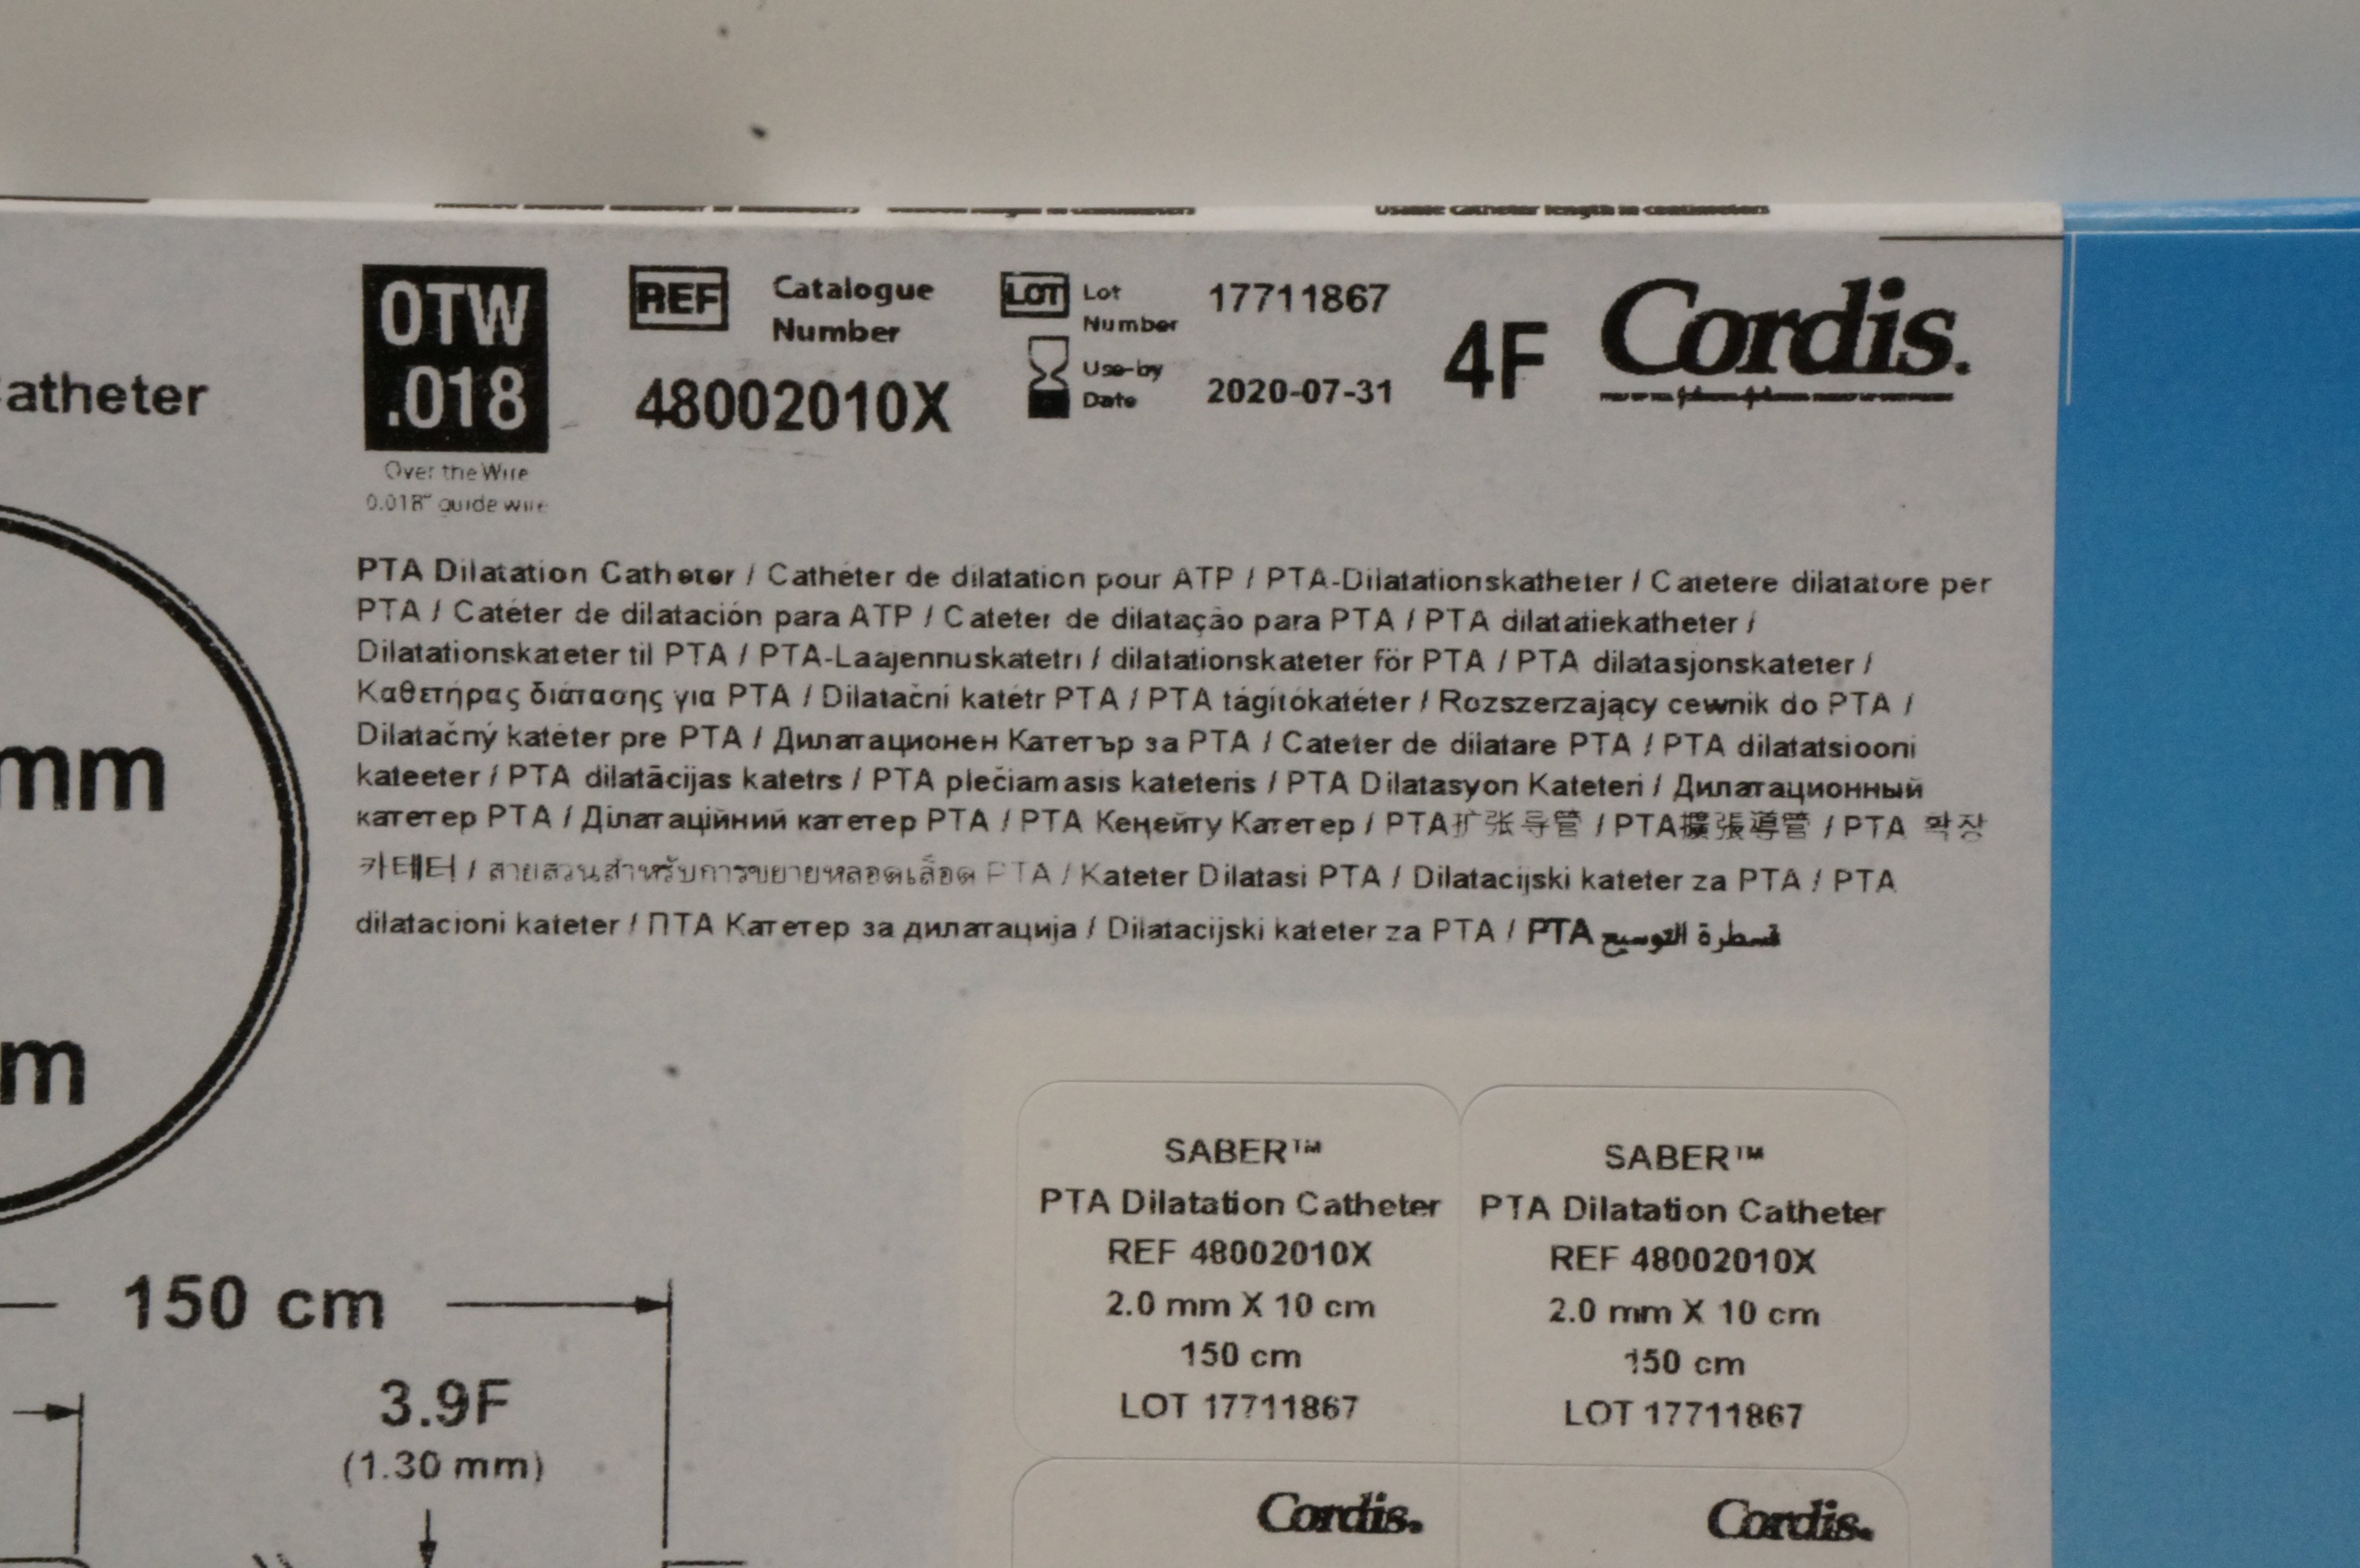 Usable catheter length in centimeters
OTW
.018
Over the Wire
0.018" guide wire
REF
Catalogue
Number
48002010X
LOT
Lot
Number
17711867
Use-by
Date
2020-07-31
4F
Cordis.
atheter
PTA Dilatation Catheter / Cathéter de dilatation pour ATP / PTA-Dilatationskatheter / Catetere dilatatore per
PTA / Catéter de dilatación para ATP / Cateter de dilatação para PTA / PTA dilatatiekatheter /
Dilatationskateter til PTA / PTA-Laajennuskatetri / dilatationskateter för PTA / PTA dilatasjonskateter /
Καθετήρας διάτασης για PTA / Dilatační katétr PTA / PTA tágítókatéter / Rozszerzający cewnik do PTA /
Dilatačný katéter pre PTA / Дилатационен Катетър за PTA / Cateter de dilatare PTA / PTA dilatatsiooni
kateeter / PTA dilatācijas katetrs / PTA plečiamasis kateteris / PTA Dilatasyon Kateteri / Дилатационный
катетер PTA / Ділатаційний катетер PTA / PTA Кеңейту Катетер / PTA扩张导管 / PTA擴張導管 / PTA 확장
카테터 / สายสวนสำหรับการขยายหลอดเลือด PTA / Kateter Dilatasi PTA / Dilatacijski kateter za PTA / PTA
dilatacioni kateter / ПТА Катетер за дилатација / Dilatacijski kateter za PTA / PTA قسطرة التوسيع
mm
m
150 cm
3.9F
(1.30 mm)
SABER™
PTA Dilatation Catheter
REF 48002010X
2.0 mm X 10 cm
150 cm
LOT 17711867
SABER™
PTA Dilatation Catheter
REF 48002010X
2.0 mm X 10 cm
150 cm
LOT 17711867
Cordis.
Cordis.